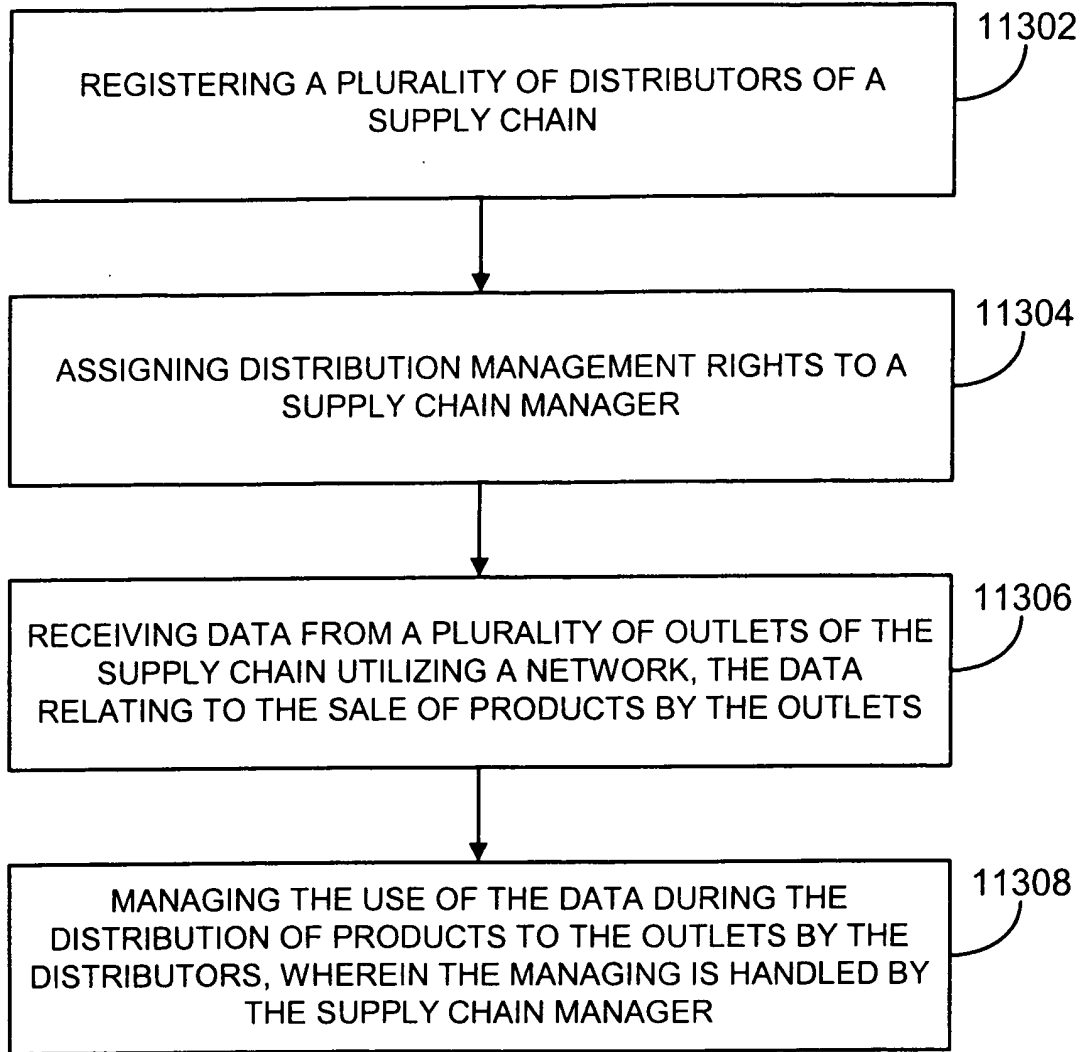 11302
REGISTERING A PLURALITY OF DISTRIBUTORS OF A
SUPPLY CHAIN
11304
ASSIGNING DISTRIBUTION MANAGEMENT RIGHTS TO A
SUPPLY CHAIN MANAGER
11306
RECEIVING DATA FROM A PLURALITY OF OUTLETS OF THE
SUPPLY CHAIN UTILIZING A NETWORK, THE DATA
RELATING TO THE SALE OF PRODUCTS BY THE OUTLETS
11308
MANAGING THE USE OF THE DATA DURING THE
DISTRIBUTION OF PRODUCTS TO THE OUTLETS BY THE
DISTRIBUTORS, WHEREIN THE MANAGING IS HANDLED BY
THE SUPPLY CHAIN MANAGER